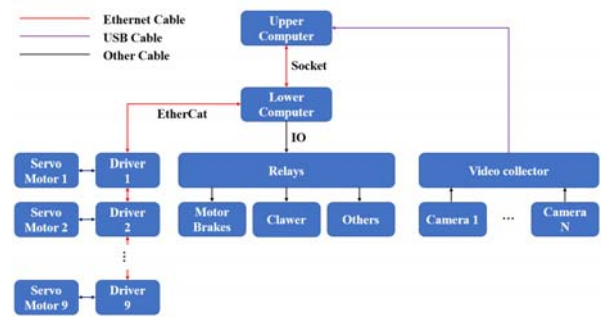 Ethernet Cable
USB Cable
Other Cable
Upper
Computer
Socket
Lower
Computer
EtherCat
IO
Servo
Motor 1
Driver
1
Relays
Video collector
Servo
Motor 2
Driver
2
Motor
Brakes
Clawer
Others
Camera 1
...
Camera
N
...
Servo
Motor 9
Driver
9